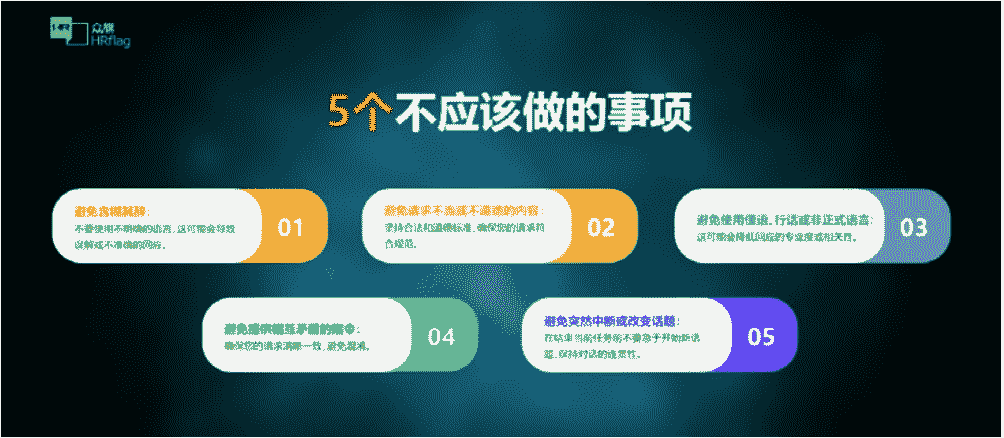 众旗
HRflag
5个不应该做的事项
避免含糊其辞：
不要使用不明确的语言，这可能会导致
误解或不准确的回应。
01
避免请求不当或不道德的内容：
坚持合法和道德标准，确保您的请求符
合规范。
02
避免使用俚语、行话或非正式语言：
这可能会降低回应的专业度或相关性。
03
避免提供相互矛盾的指令：
确保您的请求清晰一致，避免混淆。
04
避免突然中断或改变话题：
在结束当前任务前不要急于开始新话
题，保持对话的连贯性。
05